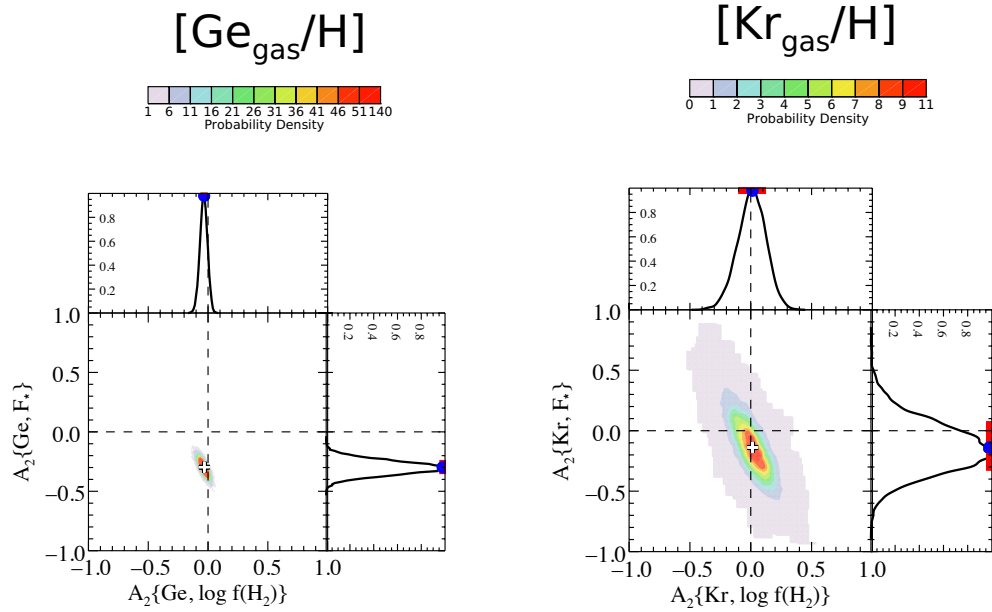 [Ge_gas/H]
1 6 11 16 21 26 31 36 41 46 51 140
Probability Density
0.8
0.6
0.4
0.2
1.0
0.5
0.0
−0.5
−1.0
A₂{Ge, F⋆}
0.2 0.4 0.6 0.8
−1.0 −0.5 0.0 0.5 1.0
A₂{Ge, log f(H₂)}
[Kr_gas/H]
0 1 2 3 4 5 6 7 8 9 11
Probability Density
0.8
0.6
0.4
0.2
1.0
0.5
0.0
−0.5
−1.0
A₂{Kr, F⋆}
0.2 0.4 0.6 0.8
−1.0 −0.5 0.0 0.5 1.0
A₂{Kr, log f(H₂)}